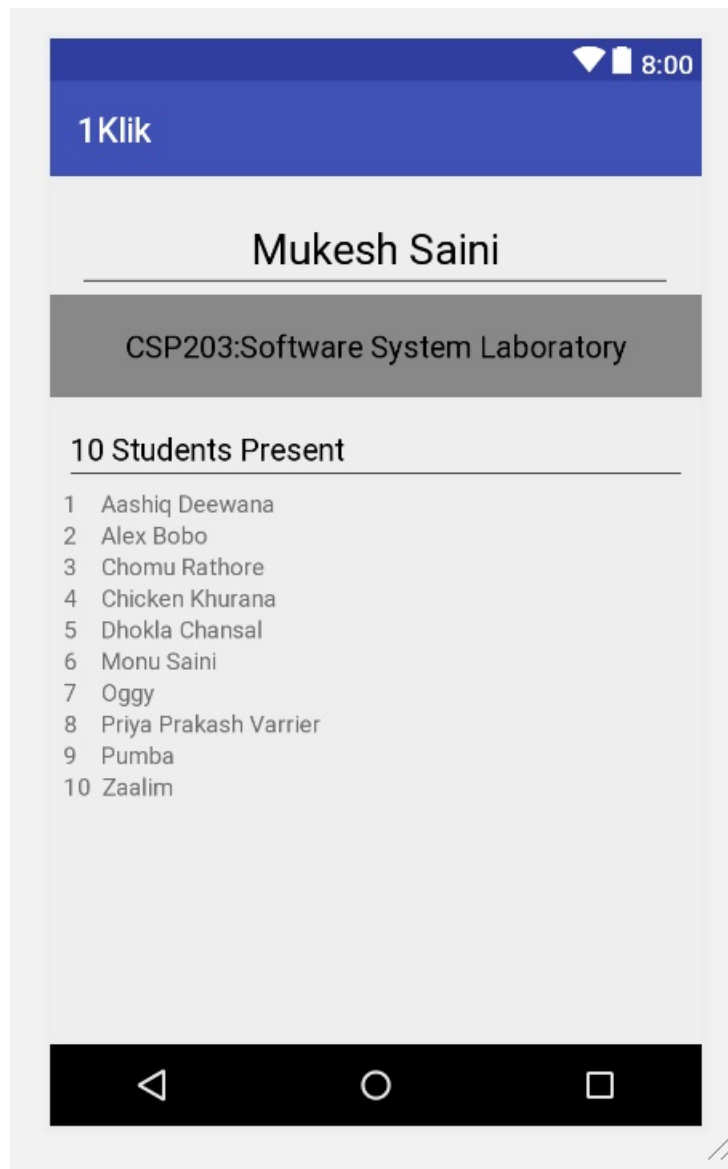 8:00
1Klik
Mukesh Saini
CSP203:Software System Laboratory
10 Students Present
1 Aashiq Deewana
2 Alex Bobo
3 Chomu Rathore
4 Chicken Khurana
5 Dhokla Chansal
6 Monu Saini
7 Oggy
8 Priya Prakash Varrier
9 Pumba
10 Zaalim